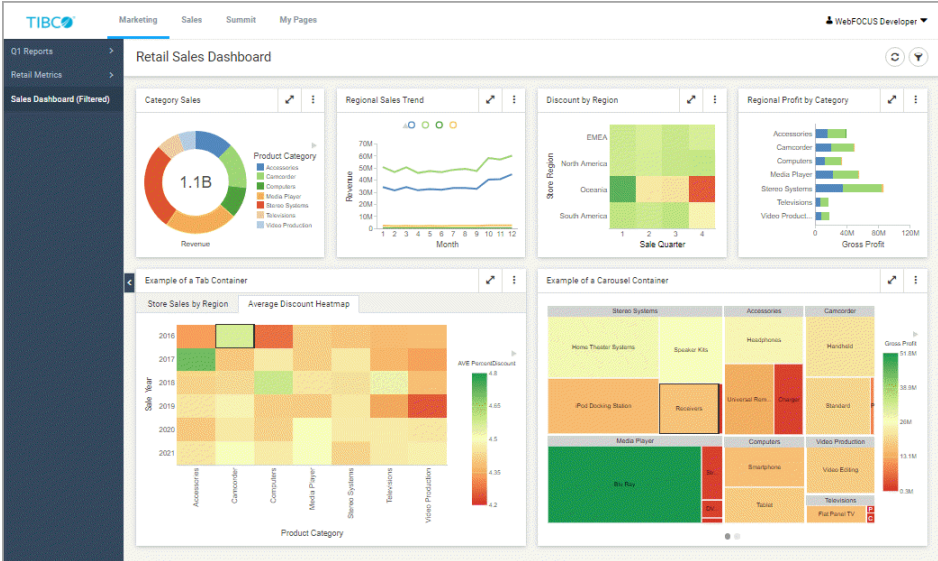 TIBCO Marketing Sales Summit My Pages WebFOCUS Developer
Q1 Reports
Retail Metrics
Sales Dashboard (Filtered)
Retail Sales Dashboard
Category Sales
1.1B
Revenue
Product Category
Accessories
Camcorder
Computers
Media Player
Stereo Systems
Televisions
Video Production
Regional Sales Trend
70M
60M
50M
40M
30M
20M
10M
0
Revenue
1 2 3 4 5 6 7 8 9 10 11 12
Month
Discount by Region
Store Region
EMEA
North America
Oceania
South America
1 2 3 4
Sale Quarter
Regional Profit by Category
Accessories
Camcorder
Computers
Media Player
Stereo Systems
Televisions
Video Product...
0 40M 80M 120M
Gross Profit
Example of a Tab Container
Store Sales by Region Average Discount Heatmap
Sale Year
2016
2017
2018
2019
2020
2021
Accessories
Camcorder
Computers
Media Player
Stereo Systems
Televisions
Video Production
Product Category
AVE PercentDiscount
4.8
4.65
4.5
4.35
4.2
Example of a Carousel Container
Stereo Systems Accessories Camcorder
Home Theater Systems Speaker Kits Headphones Handheld
iPod Docking Station Receivers Universal Rem... Charger Standard
Media Player Computers Video Production
Blu Ray Smartphone Video Editing
Tablet
Televisions
Flat Panel TV
Gross Profit
51.8M
38.9M
26M
13.1M
0.3M